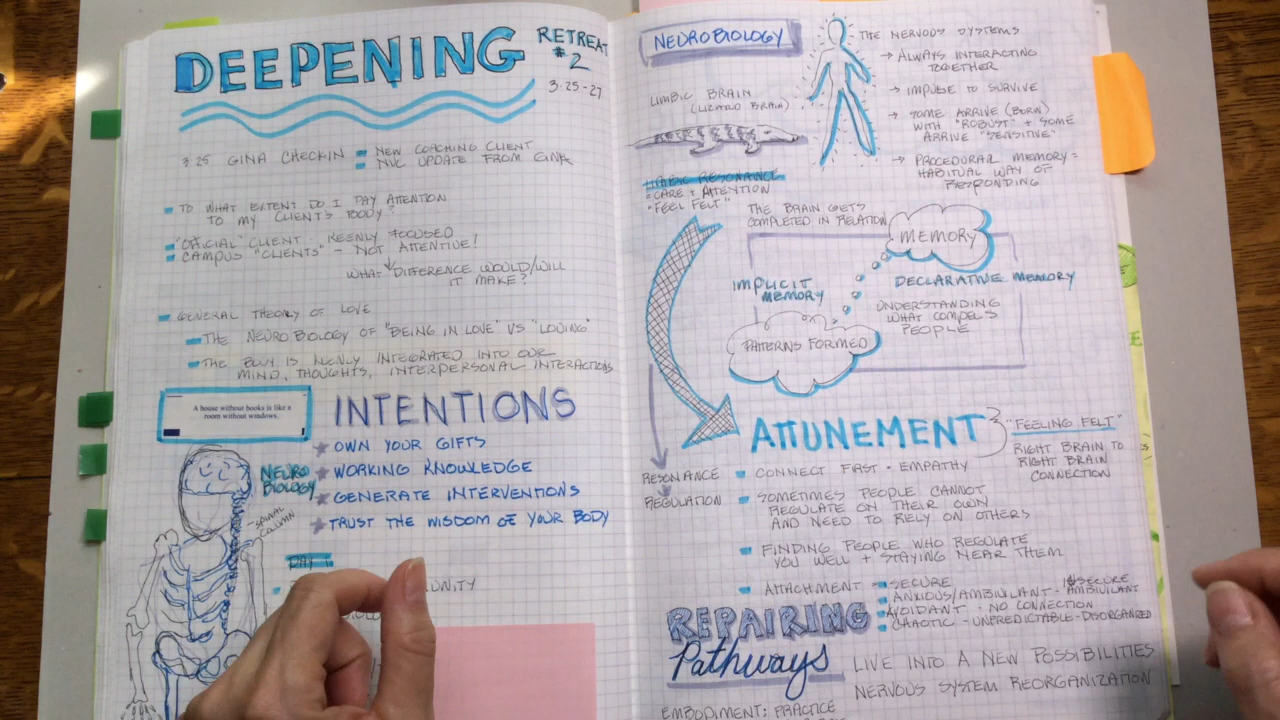 DEEPENING
RETREAT
#2
3.25-27
3.25 GINA CHECKIN
NEW COACHING CLIENT
NVC UPDATE FROM GINA
TO WHAT EXTENT DO I PAY ATTENTION
TO MY CLIENT'S BODY?
"OFFICIAL" CLIENT KEENLY FOCUSED
CAMPUS "CLIENTS" - NOT ATTENTIVE!
WHAT DIFFERENCE WOULD/WILL
IT MAKE?
GENERAL THEORY OF LOVE
THE NEUROBIOLOGY OF "BEING IN LOVE" VS "LOVING"
THE BODY IS HIGHLY INTEGRATED INTO OUR
MIND, THOUGHTS, INTERPERSONAL INTERACTIONS
A house without books is like a
room without windows.
INTENTIONS
OWN YOUR GIFTS
WORKING KNOWLEDGE
GENERATE INTERVENTIONS
TRUST THE WISDOM OF YOUR BODY
NEURO
BIOLOGY
SPINAL
COLUMN
DAY 1
NEUROBIOLOGY
THE NERVOUS SYSTEMS
→ ALWAYS INTERACTING
TOGETHER
→ IMPULSE TO SURVIVE
→ SOME ARRIVE (BORN)
WITH "ROBUST" + SOME
ARRIVE "SENSITIVE"
→ PROCEDURAL MEMORY =
HABITUAL WAY OF
RESPONDING
LIMBIC BRAIN
(LIZARD BRAIN)
LIMBIC RESONANCE
= CARE + ATTENTION
"FEEL FELT"
THE BRAIN GETS
COMPLETED IN RELATION
MEMORY
IMPLICIT
MEMORY
DECLARATIVE MEMORY
UNDERSTANDING
WHAT COMPELS
PEOPLE
PATTERNS FORMED
ATTUNEMENT
"FEELING FELT"
RIGHT BRAIN TO
RIGHT BRAIN
CONNECTION
RESONANCE
REGULATION
CONNECT FIRST - EMPATHY
SOMETIMES PEOPLE CANNOT
REGULATE ON THEIR OWN
AND NEED TO RELY ON OTHERS
FINDING PEOPLE WHO REGULATE
YOU WELL + STAYING NEAR THEM
ATTACHMENT - SECURE
ANXIOUS/AMBIVILANT - INSECURE AMBIVILANT
AVOIDANT - NO CONNECTION
CHAOTIC - UNPREDICTABLE - DISORGANIZED
REPAIRING
Pathways
LIVE INTO A NEW POSSIBILITIES
NERVOUS SYSTEM REORGANIZATION
EMBODIMENT: PRACTICE